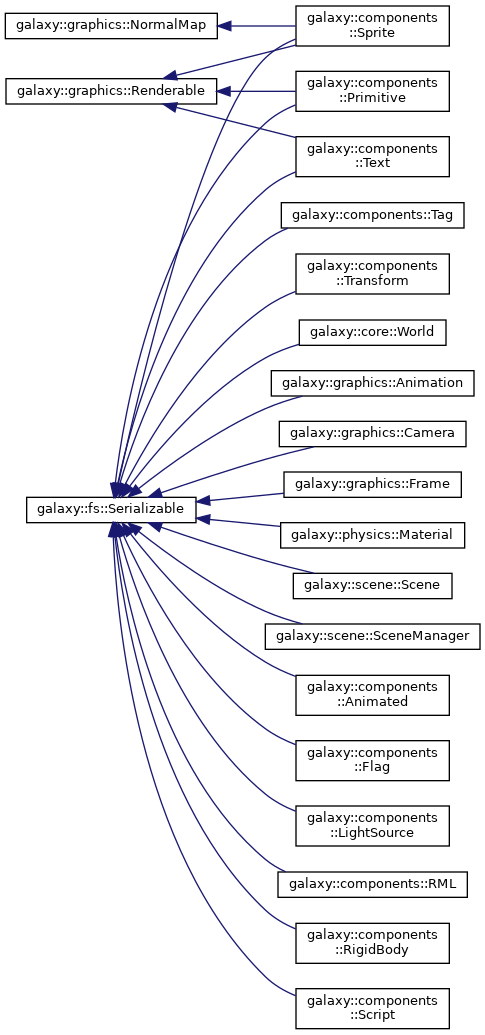 galaxy::graphics::NormalMap
galaxy::components
::Sprite
galaxy::graphics::Renderable
galaxy::components
::Primitive
galaxy::components
::Text
galaxy::components::Tag
galaxy::components
::Transform
galaxy::core::World
galaxy::graphics::Animation
galaxy::graphics::Camera
galaxy::graphics::Frame
galaxy::fs::Serializable
galaxy::physics::Material
galaxy::scene::Scene
galaxy::scene::SceneManager
galaxy::components
::Animated
galaxy::components
::Flag
galaxy::components
::LightSource
galaxy::components::RML
galaxy::components
::RigidBody
galaxy::components
::Script